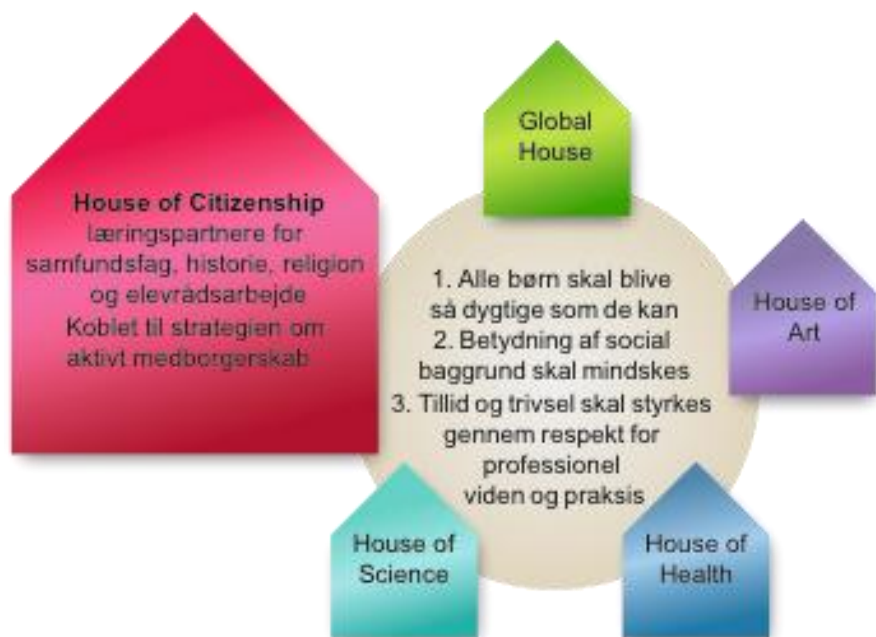 House of Citizenship
læringspartnere for
samfundsfag, historie, religion
og elevrådsarbejde
Koblet til strategien om
aktivt medborgerskab
Global
House
1. Alle børn skal blive
så dygtige som de kan
2. Betydning af social
baggrund skal mindskes
3. Tillid og trivsel skal styrkes
gennem respekt for
professionel
viden og praksis
House of
Art
House of
Science
House of
Health